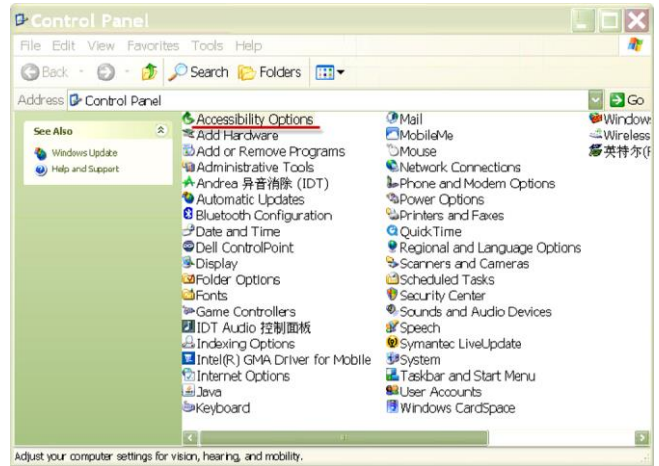 Control Panel
File Edit View Favorites Tools Help
Back Search Folders
Address Control Panel Go
See Also
Windows Update
Help and Support
Accessibility Options
Add Hardware
Add or Remove Programs
Administrative Tools
Andrea 异音消除 (IDT)
Automatic Updates
Bluetooth Configuration
Date and Time
Dell ControlPoint
Display
Folder Options
Fonts
Game Controllers
IDT Audio 控制面板
Indexing Options
Intel(R) GMA Driver for Mobile
Internet Options
Java
Keyboard
Mail
MobileMe
Mouse
Network Connections
Phone and Modem Options
Power Options
Printers and Faxes
QuickTime
Regional and Language Options
Scanners and Cameras
Scheduled Tasks
Security Center
Sounds and Audio Devices
Speech
Symantec LiveUpdate
System
Taskbar and Start Menu
User Accounts
Windows CardSpace
Window
Wireless
英特尔(
Adjust your computer settings for vision, hearing, and mobility.